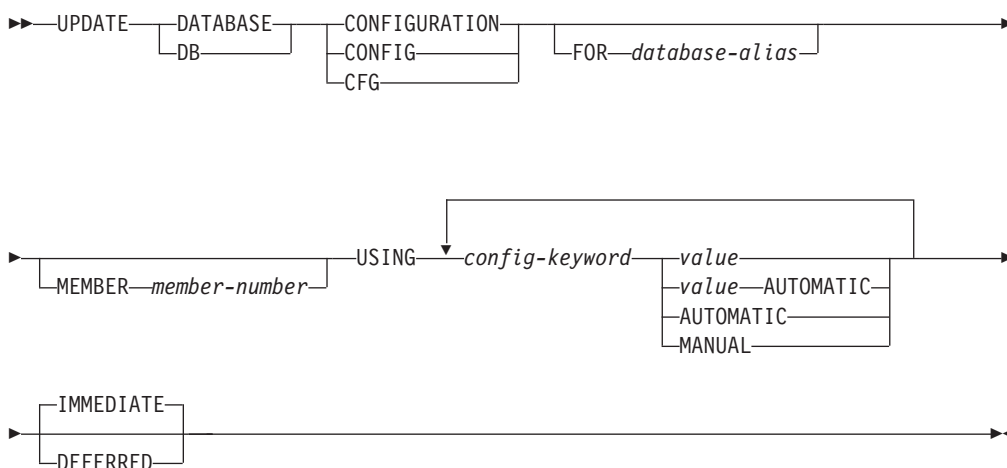 UPDATE DATABASE CONFIGURATION
DB CONFIG FOR database-alias
CFG
USING config-keyword value
MEMBER member-number value AUTOMATIC
AUTOMATIC
MANUAL
IMMEDIATE
DEFERRED